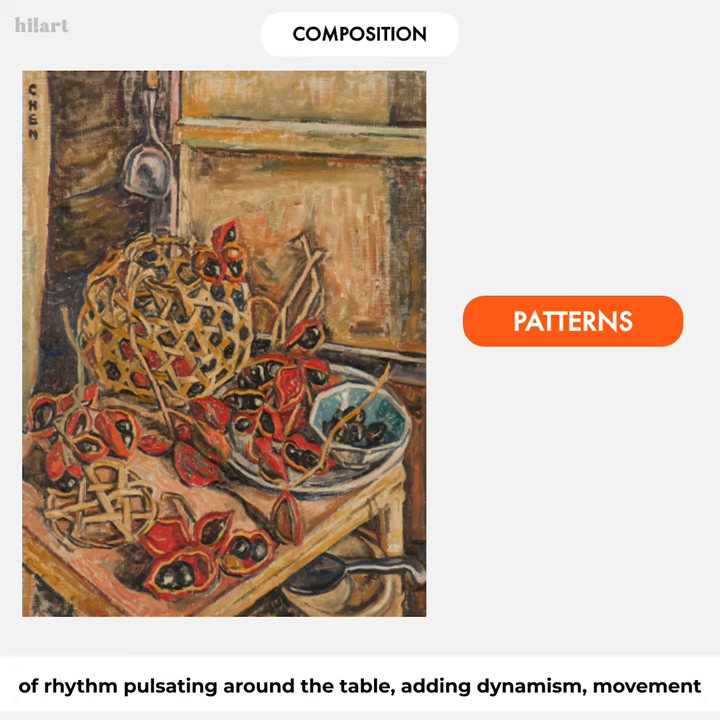 hilart
COMPOSITION
CHEN
PATTERNS
of rhythm pulsating around the table, adding dynamism, movement